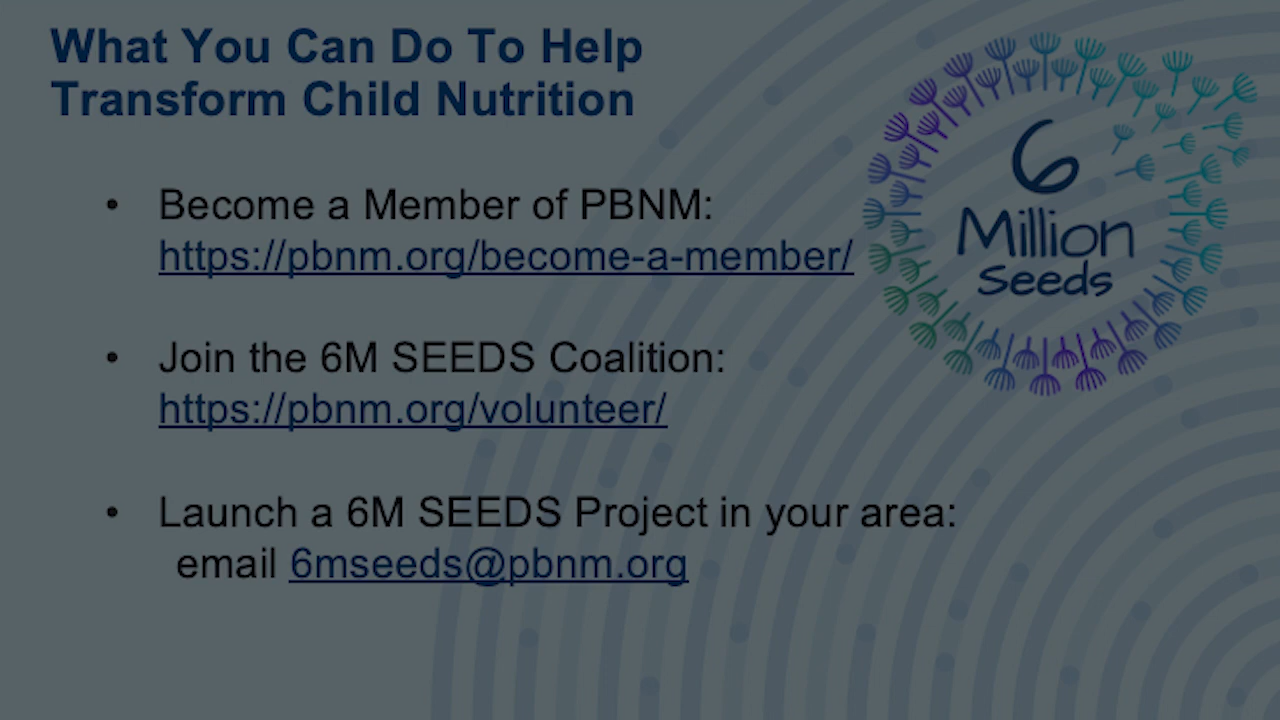 What You Can Do To Help
Transform Child Nutrition
6
Million
Seeds
• Become a Member of PBNM:
https://pbnm.org/become-a-member/
• Join the 6M SEEDS Coalition:
https://pbnm.org/volunteer/
• Launch a 6M SEEDS Project in your area:
email 6mseeds@pbnm.org